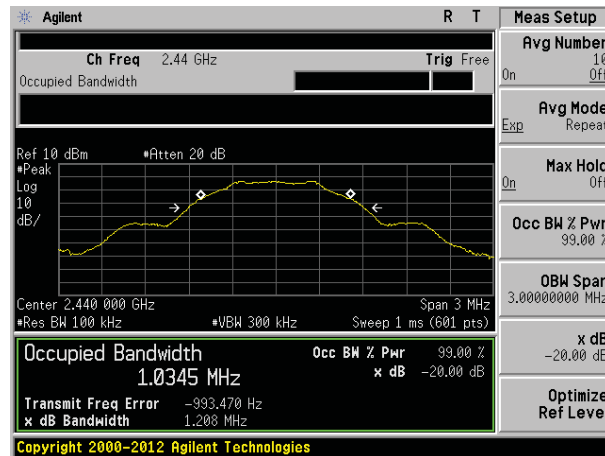 Agilent R T Meas Setup
Avg Number
10
On Off
Ch Freq 2.44 GHz Trig Free
Occupied Bandwidth
Avg Mode
Exp Repeat
Ref 10 dBm #Atten 20 dB
#Peak
Log
10
dB/
Max Hold
On Off
Occ BW % Pwr
99.00 %
OBW Span
3.00000000 MHz
Center 2.440 000 GHz Span 3 MHz
#Res BW 100 kHz #VBW 300 kHz Sweep 1 ms (601 pts)
x dB
-20.00 dB
Optimize
Ref Level
Occupied Bandwidth Occ BW % Pwr 99.00 %
1.0345 MHz x dB -20.00 dB
Transmit Freq Error -993.470 Hz
x dB Bandwidth 1.208 MHz
Copyright 2000-2012 Agilent Technologies